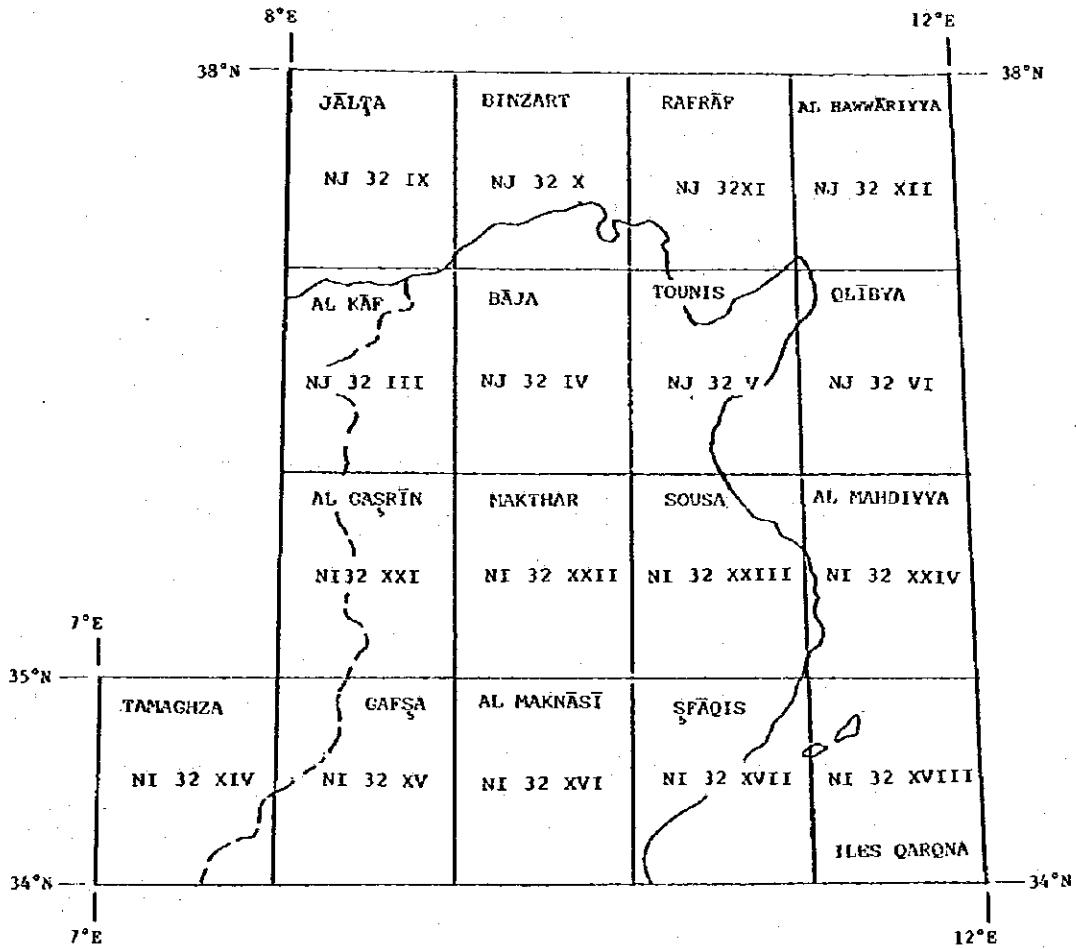 8°E 12°E
38°N 38°N
JĀLṬA BINZART RAFRĀF AL HAWWĀRIYYA
NJ 32 IX NJ 32 X NJ 32XI NJ 32 XII
AL KĀF BĀJA TOUNIS QLĪBYA
NJ 32 III NJ 32 IV NJ 32 V NJ 32 VI
AL GAṢRĪN MAKTHAR SOUSA AL MAHDIYYA
NI32 XXI NI 32 XXII NI 32 XXIII NI 32 XXIV
7°E
35°N
TAMAGHZA GAFṢA AL MAKNĀSĪ ṢFĀQIS
NI 32 XIV NI 32 XV NI 32 XVI NI 32 XVII NI 32 XVIII
ILES QARQNA
34°N 34°N
7°E 12°E